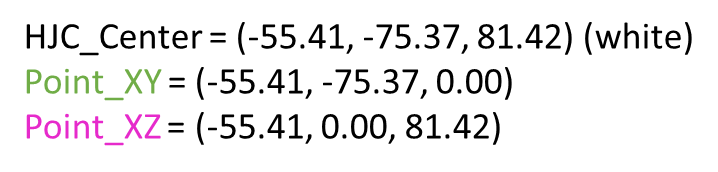 HJC_Center = (-55.41, -75.37, 81.42) (white)
Point_XY = (-55.41, -75.37, 0.00)
Point_XZ = (-55.41, 0.00, 81.42)